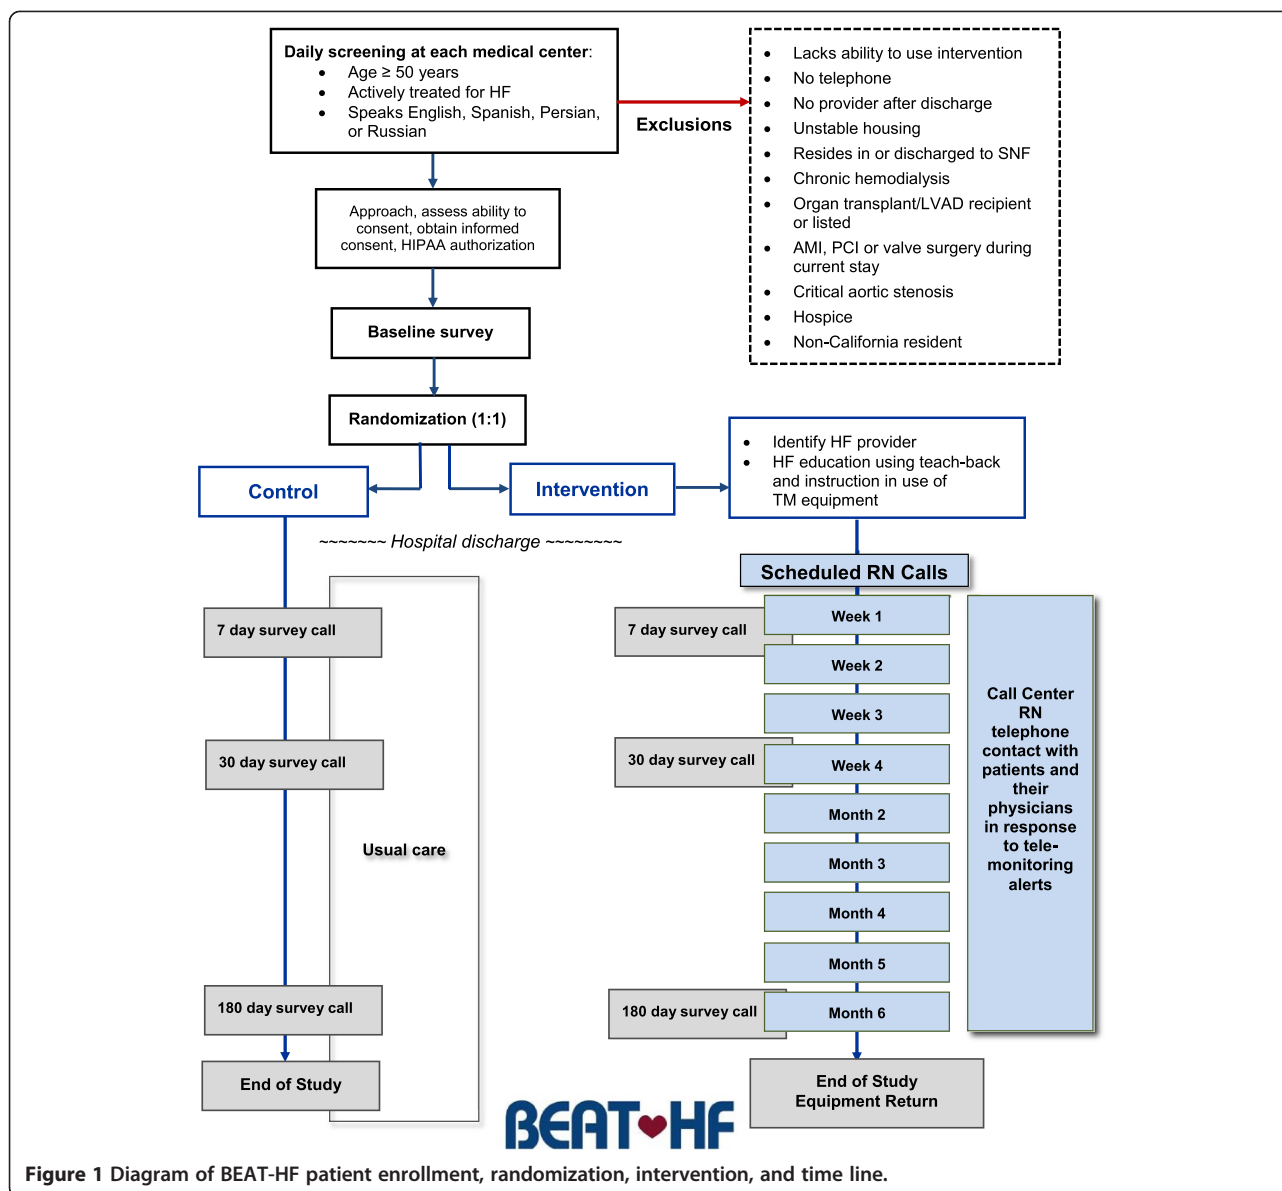 Daily screening at each medical center:
• Age ≥ 50 years
• Actively treated for HF
• Speaks English, Spanish, Persian,
or Russian
Exclusions
• Lacks ability to use intervention
• No telephone
• No provider after discharge
• Unstable housing
• Resides in or discharged to SNF
• Chronic hemodialysis
• Organ transplant/LVAD recipient
or listed
• AMI, PCI or valve surgery during
current stay
• Critical aortic stenosis
• Hospice
• Non-California resident
Approach, assess ability to
consent, obtain informed
consent, HIPAA authorization
Baseline survey
Randomization (1:1)
Control
Intervention
• Identify HF provider
• HF education using teach-back
and instruction in use of
TM equipment
~~~~~~~ Hospital discharge ~~~~~~~~
7 day survey call
30 day survey call
Usual care
180 day survey call
End of Study
Scheduled RN Calls
7 day survey call
Week 1
Week 2
Week 3
30 day survey call
Week 4
Month 2
Month 3
Month 4
Month 5
180 day survey call
Month 6
Call Center
RN
telephone
contact with
patients and
their
physicians
in response
to tele-
monitoring
alerts
End of Study
Equipment Return
BEAT HF
Figure 1 Diagram of BEAT-HF patient enrollment, randomization, intervention, and time line.